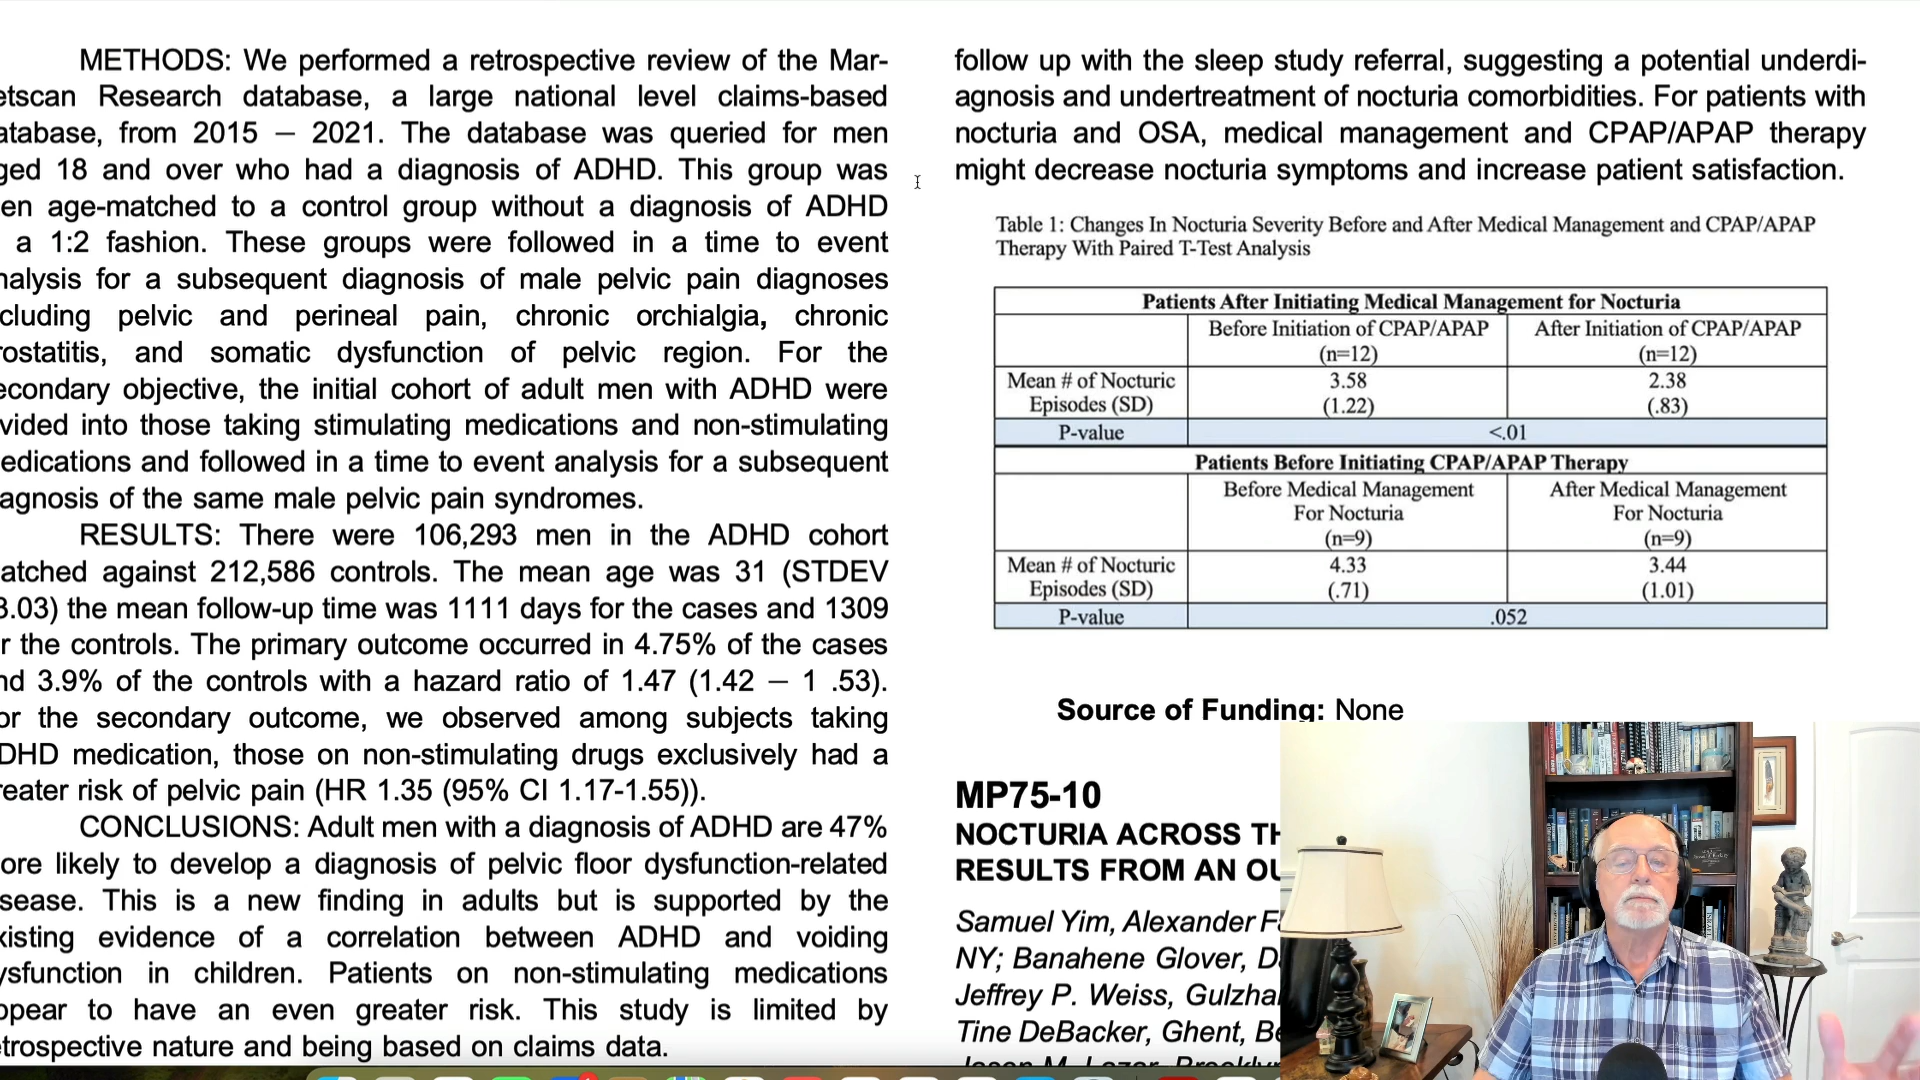 METHODS: We performed a retrospective review of the Mar-
etscan Research database, a large national level claims-based
atabase, from 2015 – 2021. The database was queried for men
ged 18 and over who had a diagnosis of ADHD. This group was
en age-matched to a control group without a diagnosis of ADHD
a 1:2 fashion. These groups were followed in a time to event
nalysis for a subsequent diagnosis of male pelvic pain diagnoses
cluding pelvic and perineal pain, chronic orchialgia, chronic
rostatitis, and somatic dysfunction of pelvic region. For the
econdary objective, the initial cohort of adult men with ADHD were
vided into those taking stimulating medications and non-stimulating
edications and followed in a time to event analysis for a subsequent
agnosis of the same male pelvic pain syndromes.
RESULTS: There were 106,293 men in the ADHD cohort
atched against 212,586 controls. The mean age was 31 (STDEV
3.03) the mean follow-up time was 1111 days for the cases and 1309
r the controls. The primary outcome occurred in 4.75% of the cases
nd 3.9% of the controls with a hazard ratio of 1.47 (1.42 – 1 .53).
or the secondary outcome, we observed among subjects taking
DHD medication, those on non-stimulating drugs exclusively had a
reater risk of pelvic pain (HR 1.35 (95% CI 1.17-1.55)).
CONCLUSIONS: Adult men with a diagnosis of ADHD are 47%
ore likely to develop a diagnosis of pelvic floor dysfunction-related
sease. This is a new finding in adults but is supported by the
xisting evidence of a correlation between ADHD and voiding
ysfunction in children. Patients on non-stimulating medications
ppear to have an even greater risk. This study is limited by
etrospective nature and being based on claims data.
follow up with the sleep study referral, suggesting a potential underdi-
agnosis and undertreatment of nocturia comorbidities. For patients with
nocturia and OSA, medical management and CPAP/APAP therapy
might decrease nocturia symptoms and increase patient satisfaction.
Table 1: Changes In Nocturia Severity Before and After Medical Management and CPAP/APAP
Therapy With Paired T-Test Analysis
Patients After Initiating Medical Management for Nocturia
Before Initiation of CPAP/APAP (n=12) After Initiation of CPAP/APAP (n=12)
Mean # of Nocturic Episodes (SD) 3.58 (1.22) 2.38 (.83)
P-value <.01
Patients Before Initiating CPAP/APAP Therapy
Before Medical Management For Nocturia (n=9) After Medical Management For Nocturia (n=9)
Mean # of Nocturic Episodes (SD) 4.33 (.71) 3.44 (1.01)
P-value .052
Source of Funding: None
MP75-10
NOCTURIA ACROSS TH
RESULTS FROM AN OU
Samuel Yim, Alexander F
NY; Banahene Glover, D
Jeffrey P. Weiss, Gulzha
Tine DeBacker, Ghent, Be
Jason M. Lazar, Brooklyn